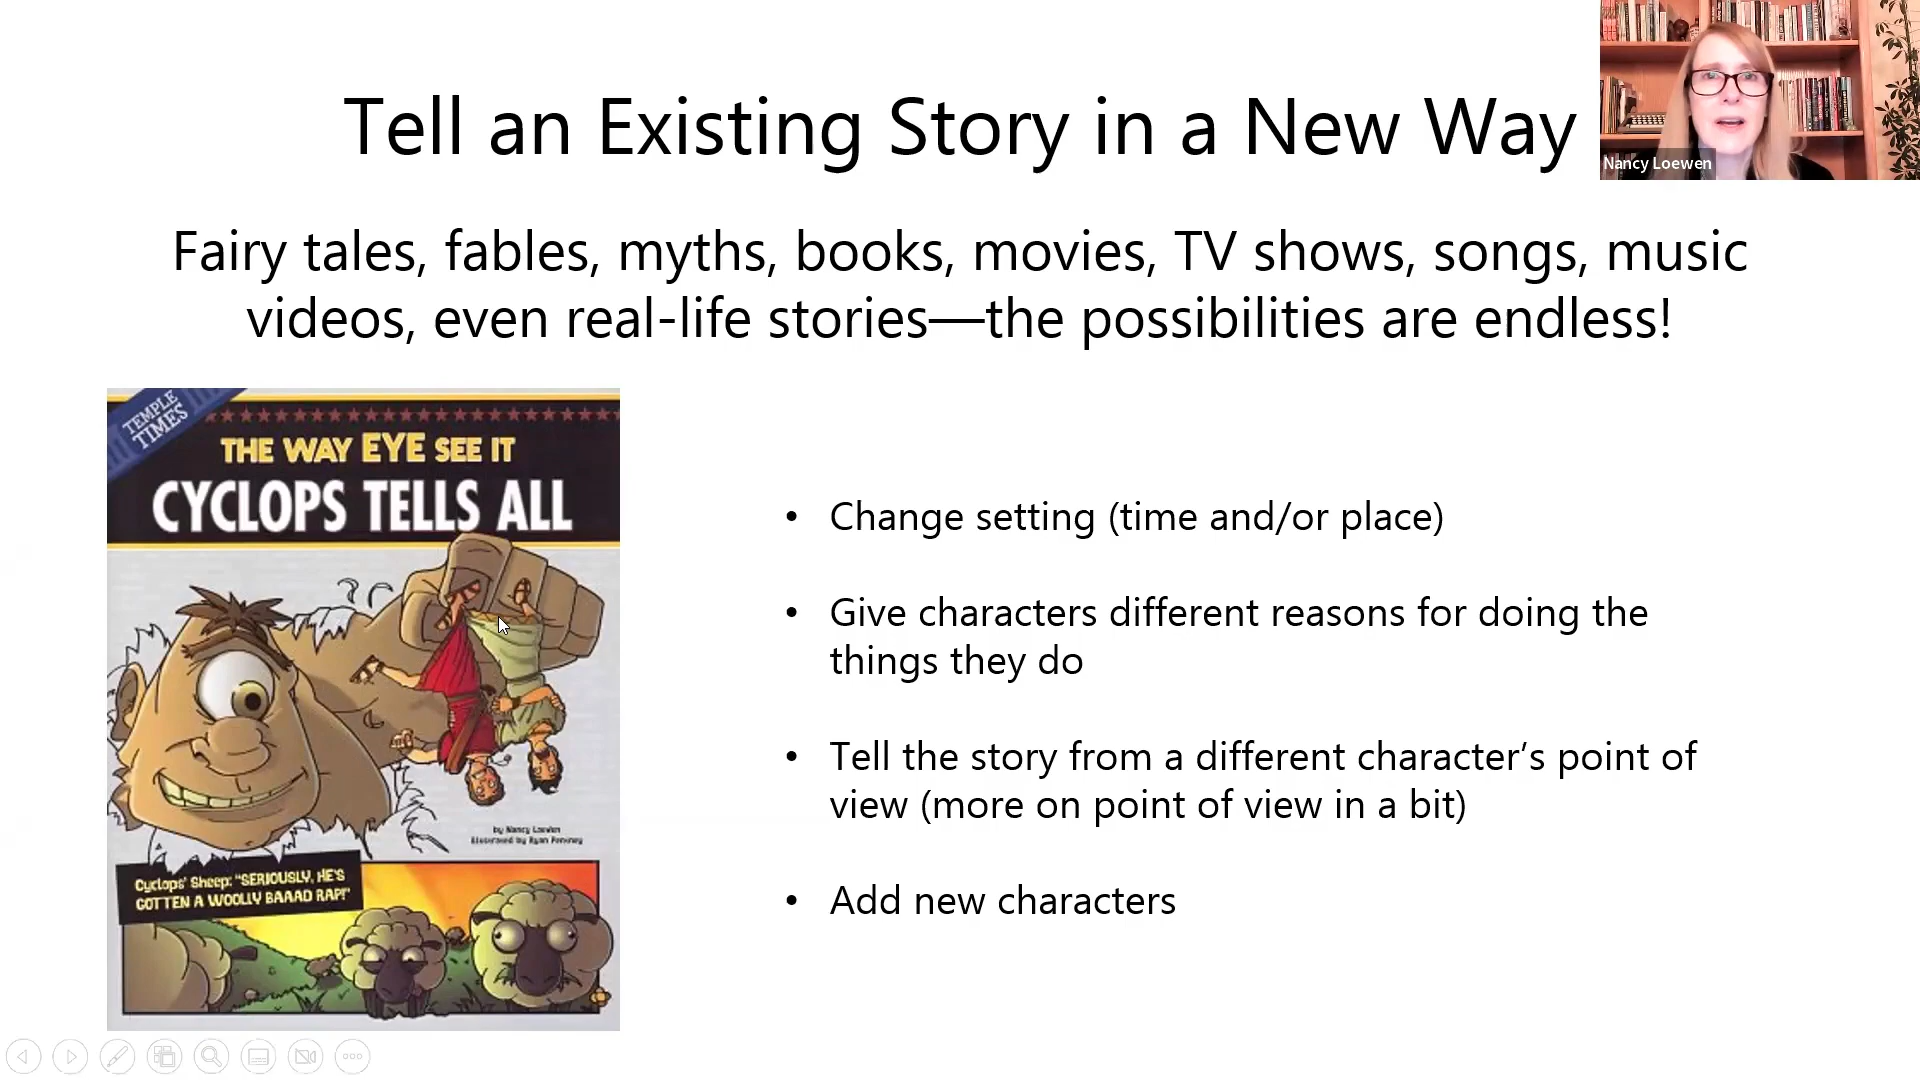 Tell an Existing Story in a New Way
Nancy Loewen
Fairy tales, fables, myths, books, movies, TV shows, songs, music
videos, even real-life stories—the possibilities are endless!
TEMPLE
TIMES
THE WAY EYE SEE IT
CYCLOPS TELLS ALL
by Nancy Loewen
Illustrated by Ryan Pentney
Cyclops' Sheep: "SERIOUSLY, HE'S
GOTTEN A WOOLLY BAAAD RAP!"
• Change setting (time and/or place)
• Give characters different reasons for doing the
things they do
• Tell the story from a different character’s point of
view (more on point of view in a bit)
• Add new characters